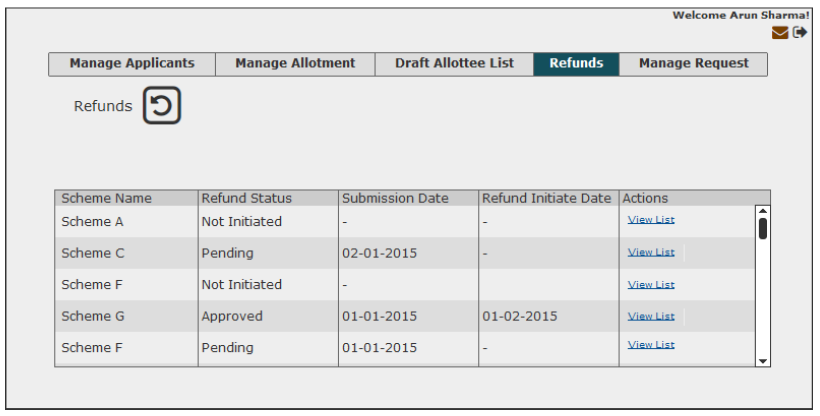 Welcome Arun Sharma!
Manage Applicants Manage Allotment Draft Allottee List Refunds Manage Request
Refunds
Scheme Name Refund Status Submission Date Refund Initiate Date Actions
Scheme A Not Initiated - - View List
Scheme C Pending 02-01-2015 - View List
Scheme F Not Initiated - View List
Scheme G Approved 01-01-2015 01-02-2015 View List
Scheme F Pending 01-01-2015 - View List